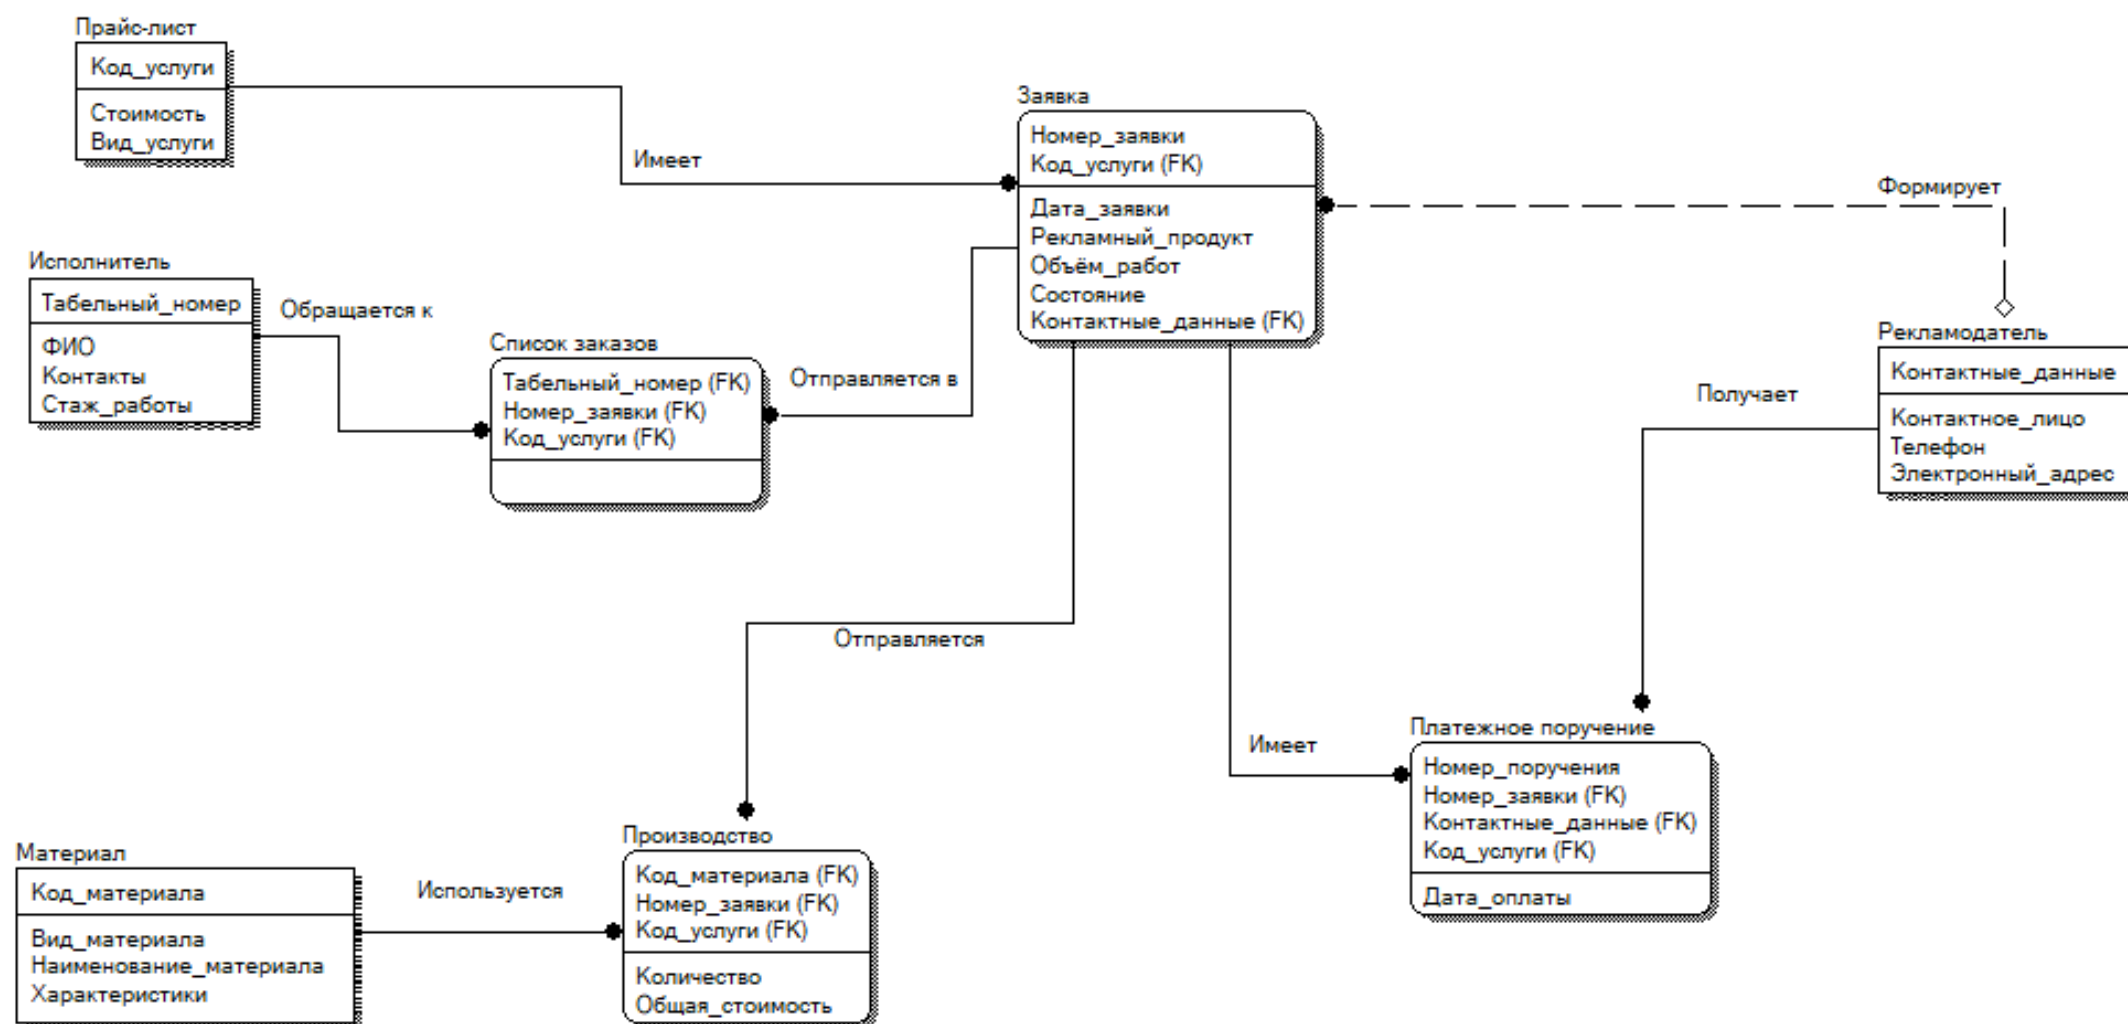 Прайс-лист
Код_услуги
Стоимость
Вид_услуги
Имеет
Заявка
Номер_заявки
Код_услуги (FK)
Дата_заявки
Рекламный_продукт
Объём_работ
Состояние
Контактные_данные (FK)
Формирует
Исполнитель
Табельный_номер
ФИО
Контакты
Стаж_работы
Обращается к
Список заказов
Табельный_номер (FK)
Номер_заявки (FK)
Код_услуги (FK)
Отправляется в
Рекламодатель
Контактные_данные
Контактное_лицо
Телефон
Электронный_адрес
Получает
Отправляется
Имеет
Платежное поручение
Номер_поручения
Номер_заявки (FK)
Контактные_данные (FK)
Код_услуги (FK)
Дата_оплаты
Материал
Код_материала
Вид_материала
Наименование_материала
Характеристики
Используется
Производство
Код_материала (FK)
Номер_заявки (FK)
Код_услуги (FK)
Количество
Общая_стоимость